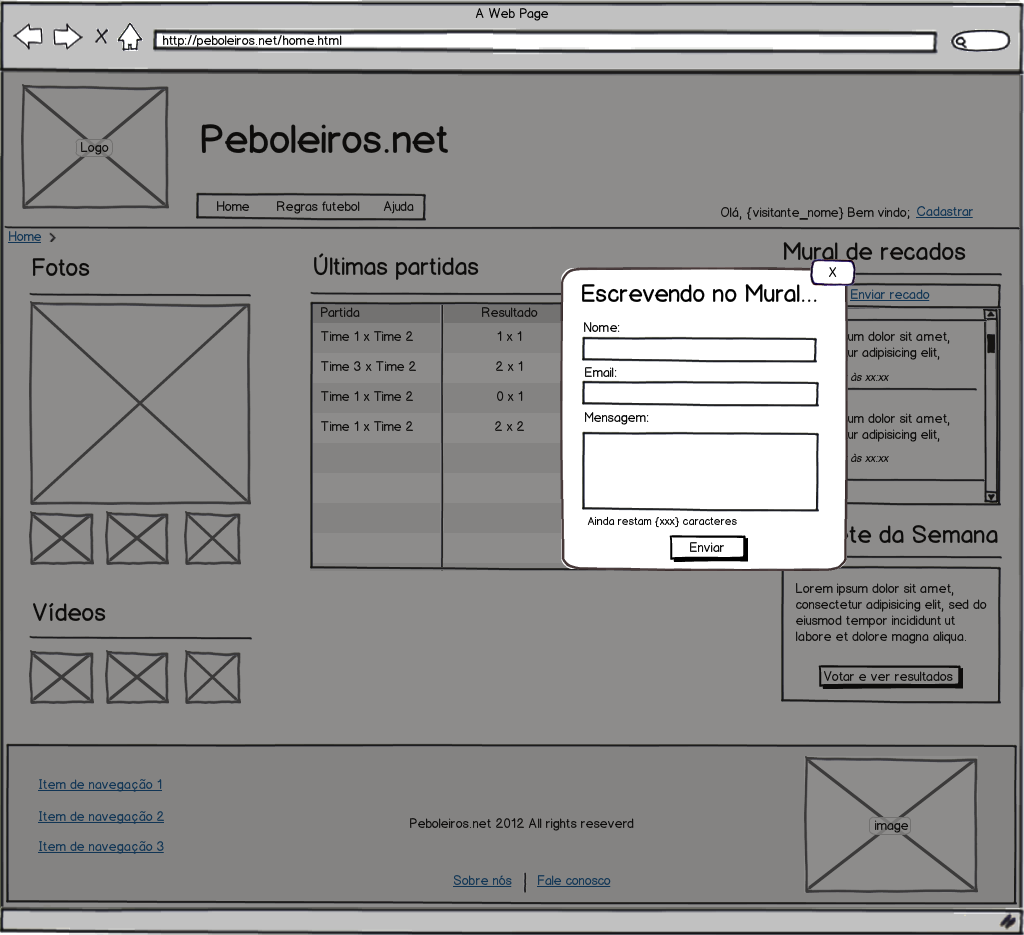 A Web Page
http://peboleiros.net/home.html
Logo
Peboleiros.net
Home Regras futebol Ajuda
Olá, {visitante_nome} Bem vindo; Cadastrar
Home
Fotos
Últimas partidas
Partida Resultado
Time 1 x Time 2 1 x 1
Time 3 x Time 2 2 x 1
Time 1 x Time 2 0 x 1
Time 1 x Time 2 2 x 2
Vídeos
Mural de recados
Enviar recado
um dolor sit amet,
ur adipisicing elit,
às xx:xx
um dolor sit amet,
ur adipisicing elit,
às xx:xx
X
Escrevendo no Mural...
Nome:
Email:
Mensagem:
Ainda restam {xxx} caracteres
Enviar
te da Semana
Lorem ipsum dolor sit amet,
consectetur adipisicing elit, sed do
eiusmod tempor incididunt ut
labore et dolore magna aliqua.
Votar e ver resultados
Item de navegação 1
Item de navegação 2
Item de navegação 3
Peboleiros.net 2012 All rights reseverd
Sobre nós Fale conosco
image